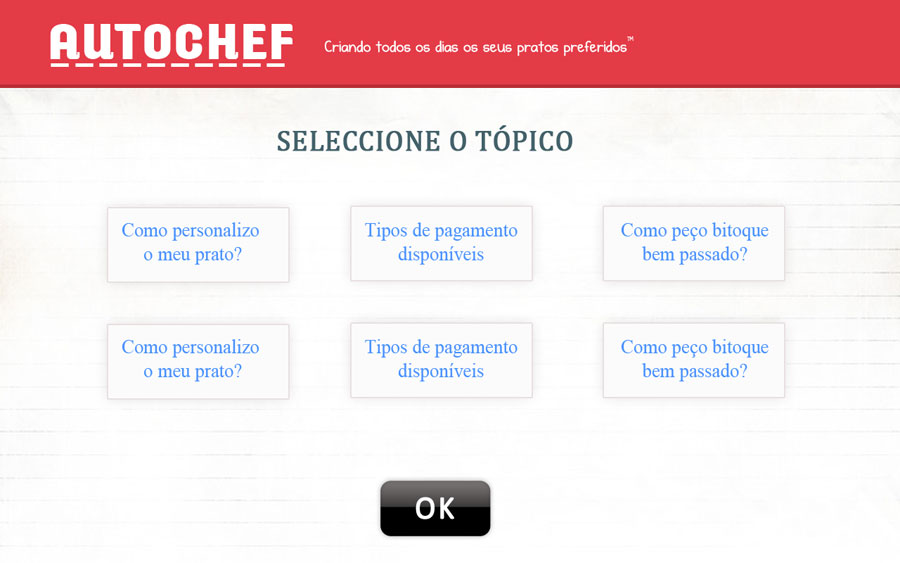 AUTOCHEF
Criando todos os dias os seus pratos preferidos™
SELECCIONE O TÓPICO
Como personalizo
o meu prato?
Tipos de pagamento
disponíveis
Como peço bitoque
bem passado?
Como personalizo
o meu prato?
Tipos de pagamento
disponíveis
Como peço bitoque
bem passado?
OK